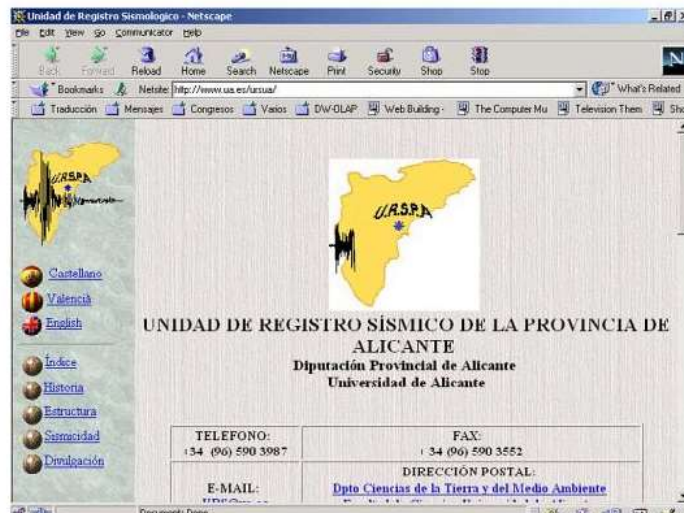 Unidad de Registro Sismologico - Netscape
File Edit View Go Communicator Help
Back Forward Reload Home Search Netscape Print Security Shop Stop
N
Bookmarks Netsite: http://www.ua.es/ursua/ What's Related
Traducción Mensajes Congresos Varios DW-OLAP Web Building - The Computer Mu Television Them Sho
U.R.S.P.A
U.R.S.P.A
Castellano
Valencià
English
Índice
Historia
Estructura
Sismicidad
Divulgación
UNIDAD DE REGISTRO SÍSMICO DE LA PROVINCIA DE
ALICANTE
Diputación Provincial de Alicante
Universidad de Alicante
TELEFONO:
+34 (96) 590 3987
FAX:
+ 34 (96) 590 3552
E-MAIL:
DIRECCIÓN POSTAL:
Dpto Ciencias de la Tierra y del Medio Ambiente
Document: Done